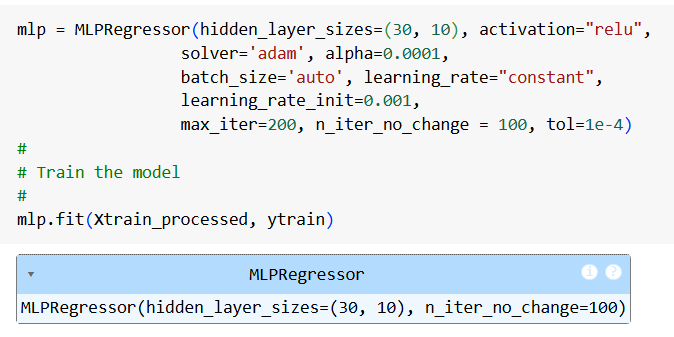 mlp = MLPRegressor(hidden_layer_sizes=(30, 10), activation="relu",
solver='adam', alpha=0.0001,
batch_size='auto', learning_rate="constant",
learning_rate_init=0.001,
max_iter=200, n_iter_no_change = 100, tol=1e-4)
#
# Train the model
#
mlp.fit(Xtrain_processed, ytrain)
▾ MLPRegressor i ?
MLPRegressor(hidden_layer_sizes=(30, 10), n_iter_no_change=100)